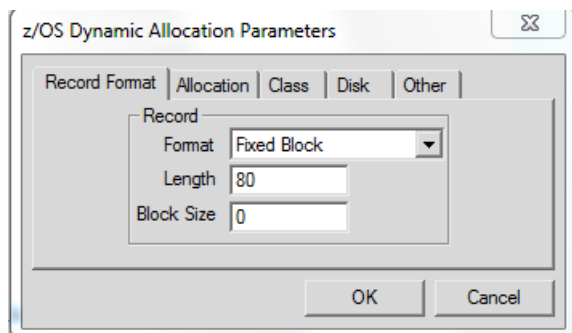 z/OS Dynamic Allocation Parameters
Record Format Allocation Class Disk Other
Record
Format Fixed Block
Length 80
Block Size 0
OK Cancel